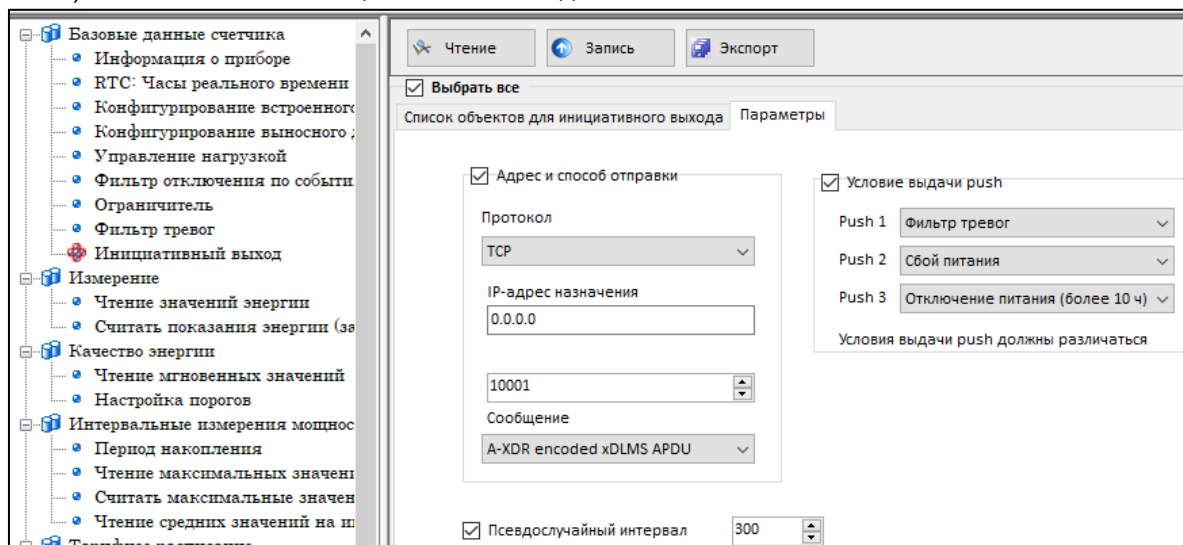 Базовые данные счетчика
Информация о приборе
RTC: Часы реального времени
Конфигурирование встроенног
Конфигурирование выносного
Управление нагрузкой
Фильтр отключения по событи
Ограничитель
Фильтр тревог
Инициативный выход
Измерение
Чтение значений энергии
Считать показания энергии (за
Качество энергии
Чтение мгновенных значений
Настройка порогов
Интервальные измерения мощнос
Период накопления
Чтение максимальных значени
Считать максимальные значен
Чтение средних значений на и
Чтение
Запись
Экспорт
Выбрать все
Список объектов для инициативного выхода
Параметры
Адрес и способ отправки
Протокол
TCP
IP-адрес назначения
0.0.0.0
10001
Сообщение
A-XDR encoded xDLMS APDU
Псевдослучайный интервал
300
Условие выдачи push
Push 1
Фильтр тревог
Push 2
Сбой питания
Push 3
Отключение питания (более 10 ч)
Условия выдачи push должны различаться